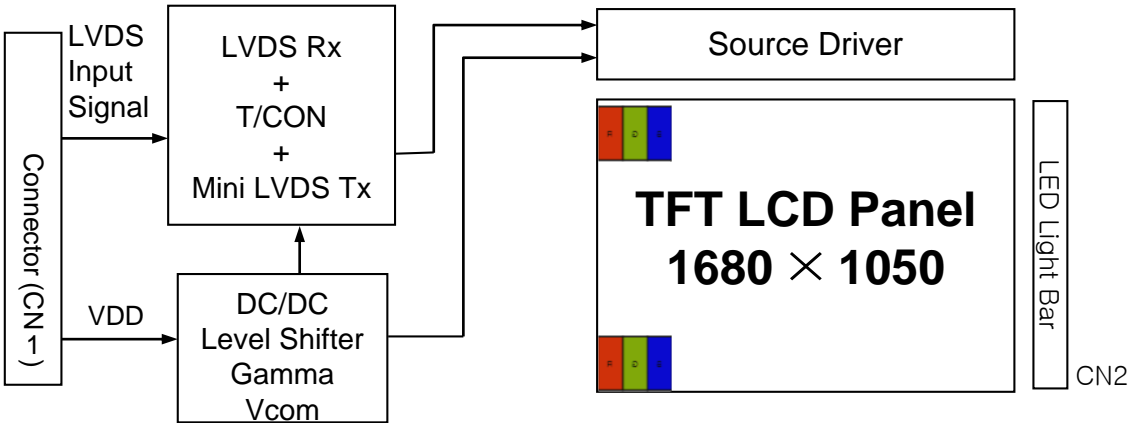 LVDS
Input
Signal
Connector (CN1)
VDD
LVDS Rx
+
T/CON
+
Mini LVDS Tx
DC/DC
Level Shifter
Gamma
Vcom
Source Driver
R G B
TFT LCD Panel
1680 × 1050
R G B
LED Light Bar
CN2